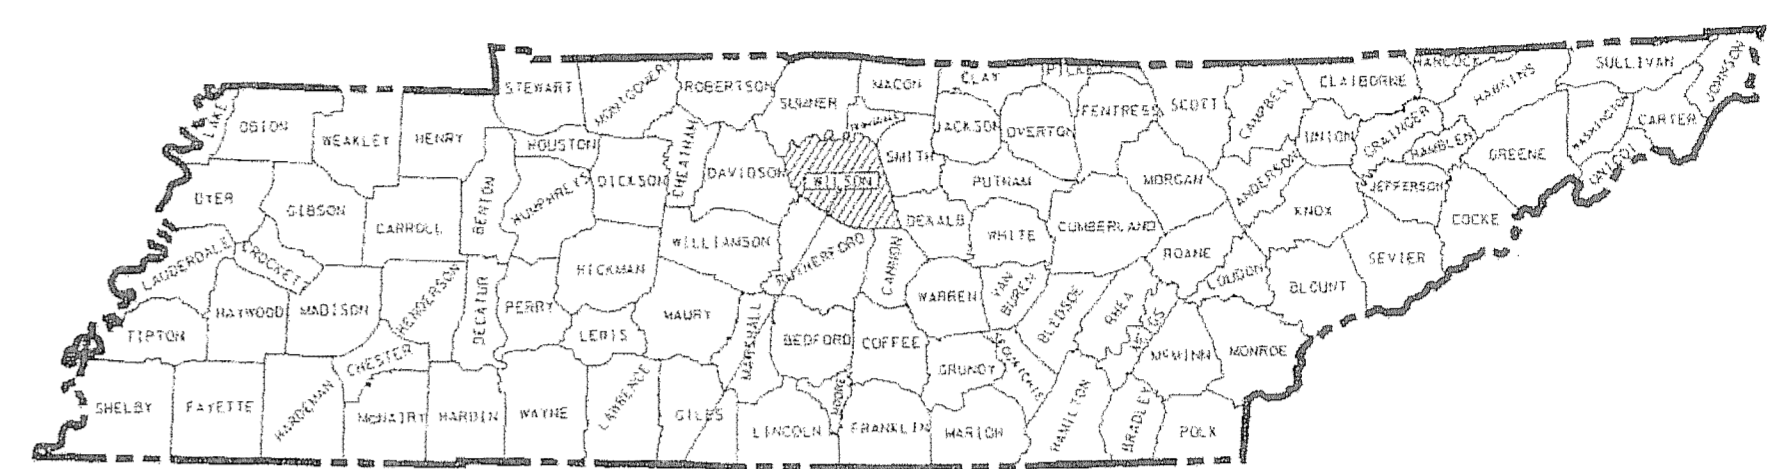 STEWART
MONTGOMERY
ROBERTSON
SUMNER
MACON
CLAY
FENTRESS
SCOTT
CAMPBELL
CLAIBORNE
HANCOCK
HAWKINS
SULLIVAN
JOHNSON
LAKE
OBION
WEAKLEY
HENRY
HOUSTON
CHEATHAM
JACKSON
OVERTON
UNION
GRAINGER
HAMBLEN
GREENE
WASHINGTON
CARTER
UNICOI
DYER
GIBSON
CARROLL
BENTON
HUMPHREYS
DICKSON
DAVIDSON
WILSON
SMITH
PUTNAM
MORGAN
ANDERSON
KNOX
JEFFERSON
COCKE
LAUDERDALE
CROCKETT
WILLIAMSON
RUTHERFORD
CANNON
DEKALB
WHITE
CUMBERLAND
ROANE
LOUDON
BLOUNT
SEVIER
TIPTON
HAYWOOD
MADISON
HENDERSON
DECATUR
PERRY
HICKMAN
LEWIS
MAURY
MARSHALL
BEDFORD
COFFEE
WARREN
VAN
BUREN
BLEDSOE
RHEA
MEIGS
MCMINN
MONROE
SHELBY
FAYETTE
HARDEMAN
CHESTER
MCNAIRY
HARDIN
WAYNE
LAWRENCE
GILES
LINCOLN
MOORE
FRANKLIN
GRUNDY
MARION
HAMILTON
BRADLEY
POLK